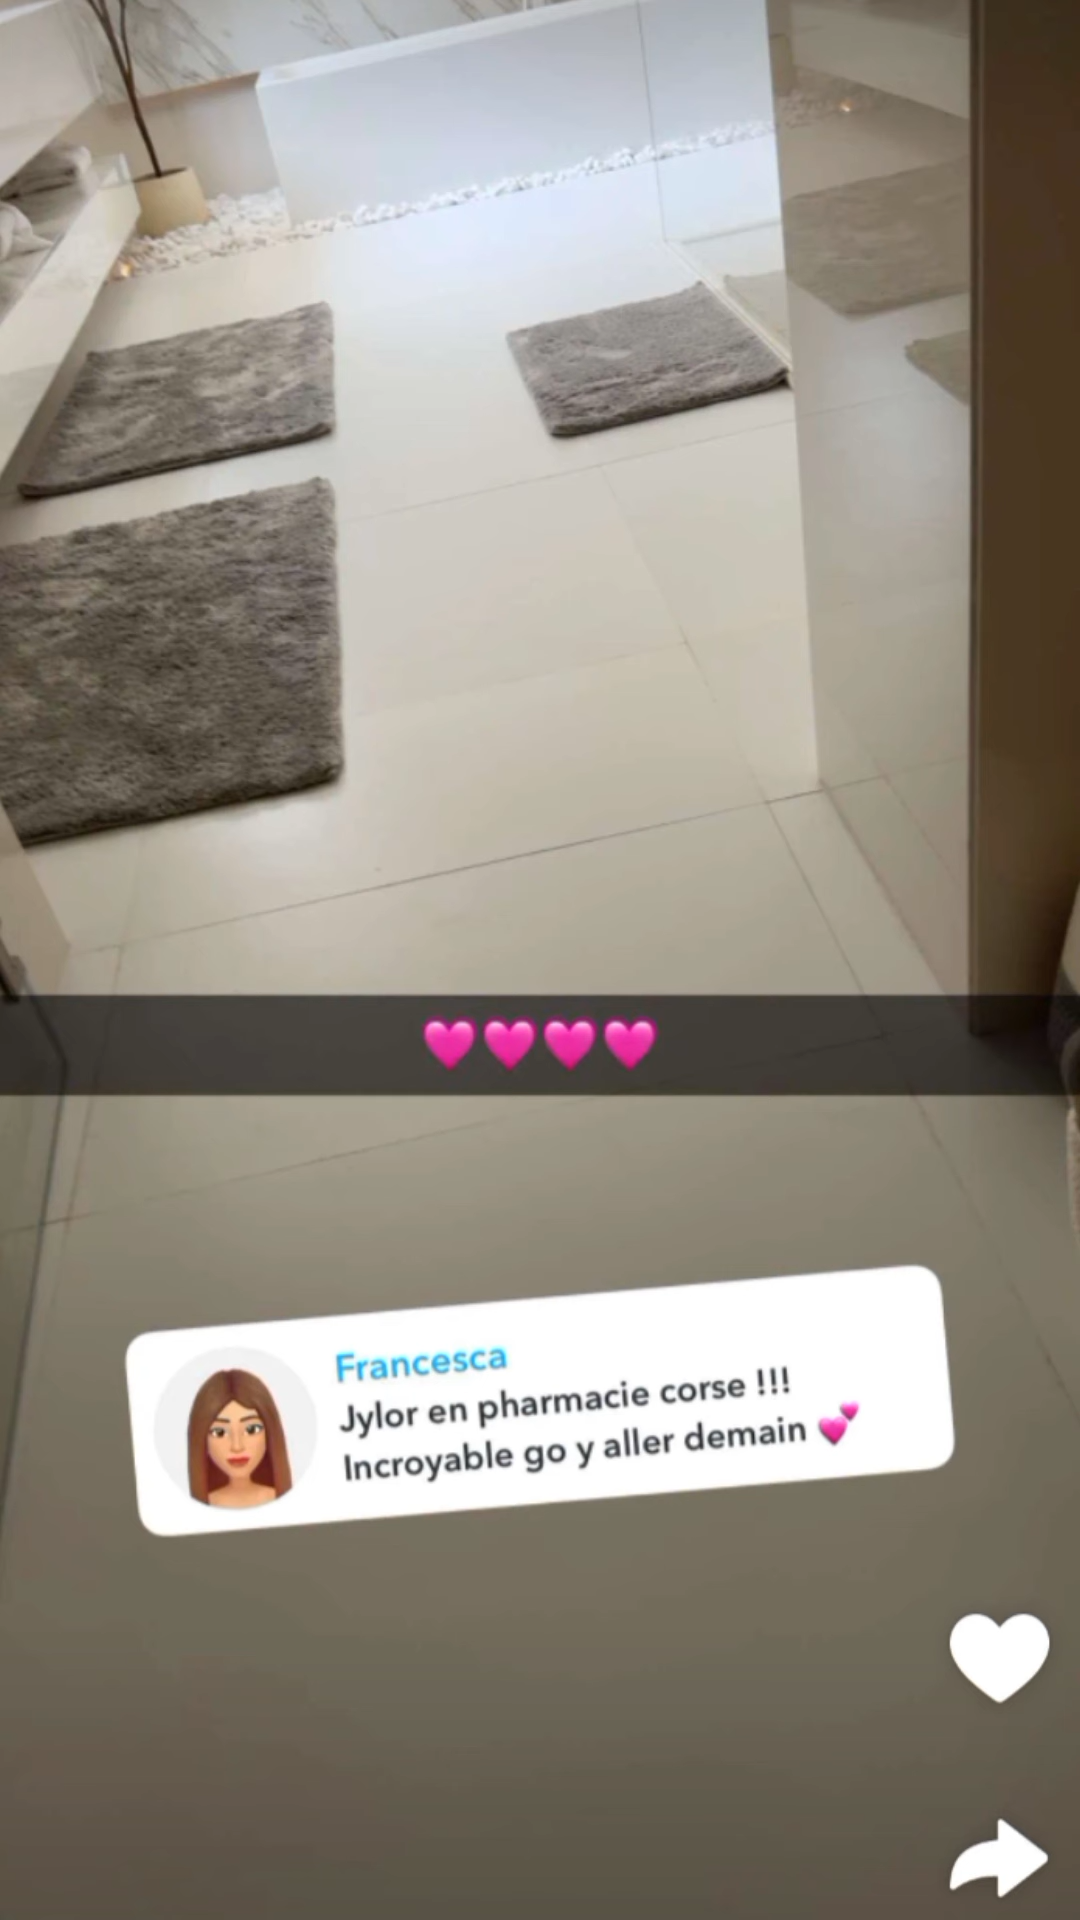 🩷🩷🩷🩷
Francesca
Jylor en pharmacie corse !!!
Incroyable go y aller demain 💕